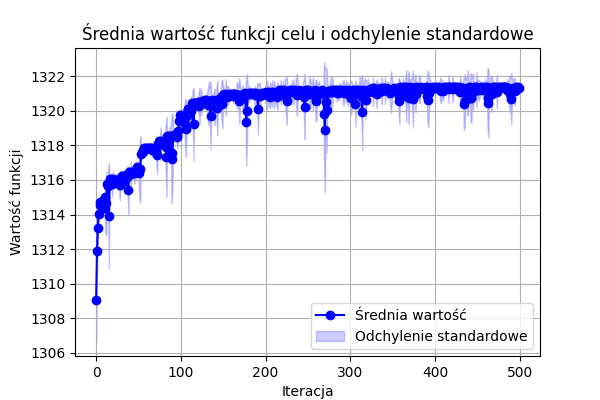 Średnia wartość funkcji celu i odchylenie standardowe
Wartość funkcji
1322
1320
1318
1316
1314
1312
1310
1308
1306
0 100 200 300 400 500
Iteracja
Średnia wartość
Odchylenie standardowe